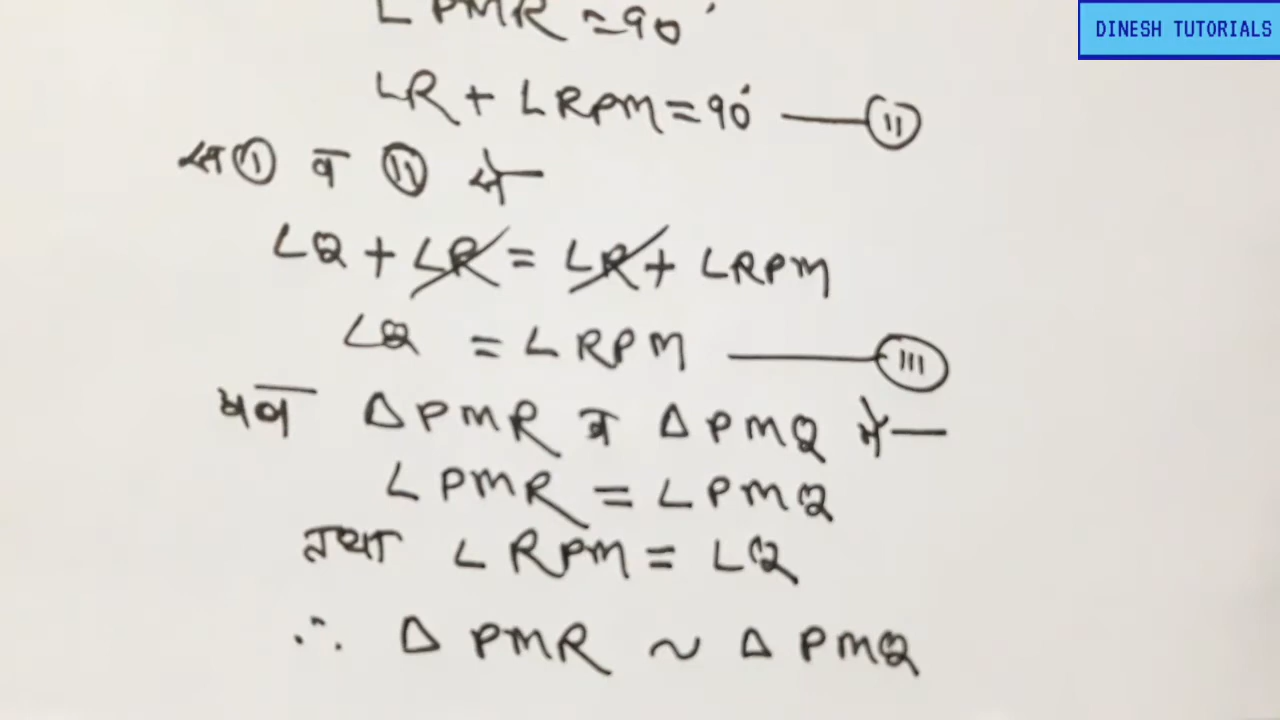 DINESH TUTORIALS
∠PMR = 90°
∠R + ∠RPM = 90° — (II)
स० (I) व (II) से —
∠Q + ∠R = ∠R + ∠RPM
∠Q = ∠RPM — (III)
अब ΔPMR व ΔPMQ में —
∠PMR = ∠PMQ
तथा ∠RPM = ∠Q
∴ ΔPMR ~ ΔPMQ